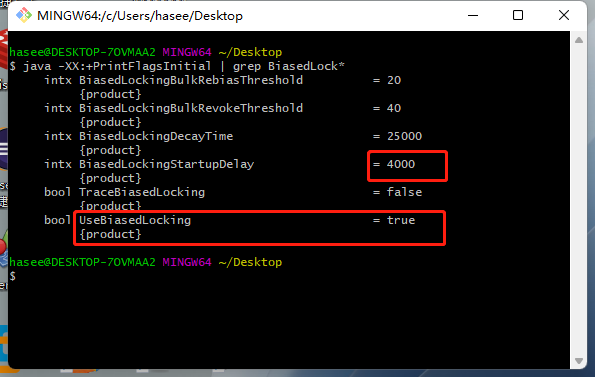 MINGW64:/c/Users/hasee/Desktop
hasee@DESKTOP-7OVMAA2 MINGW64 ~/Desktop
$ java -XX:+PrintFlagsInitial | grep BiasedLock*
intx BiasedLockingBulkRebiasThreshold = 20
{product}
intx BiasedLockingBulkRevokeThreshold = 40
{product}
intx BiasedLockingDecayTime = 25000
{product}
intx BiasedLockingStartupDelay = 4000
{product}
bool TraceBiasedLocking = false
{product}
bool UseBiasedLocking = true
{product}
hasee@DESKTOP-7OVMAA2 MINGW64 ~/Desktop
$